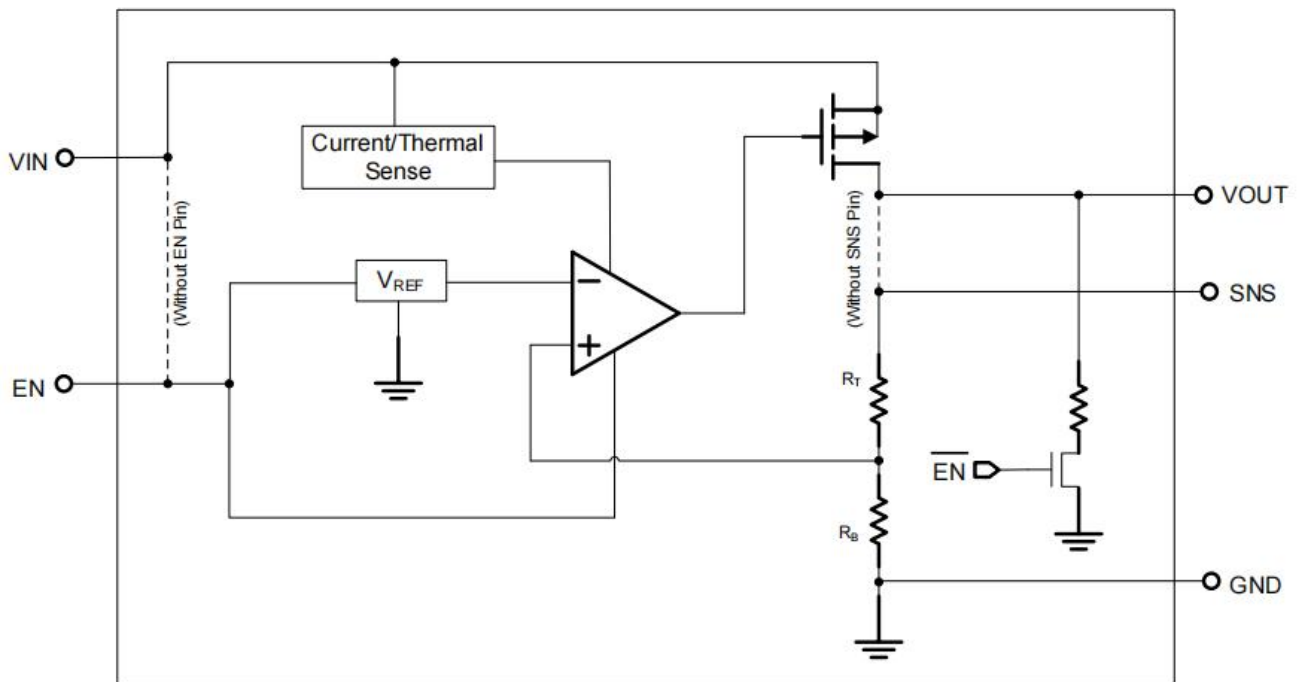 Current/Thermal
Sense
VIN
(Without EN Pin)
(Without SNS Pin)
VOUT
VREF
−
SNS
+
EN
RT
EN
RB
GND